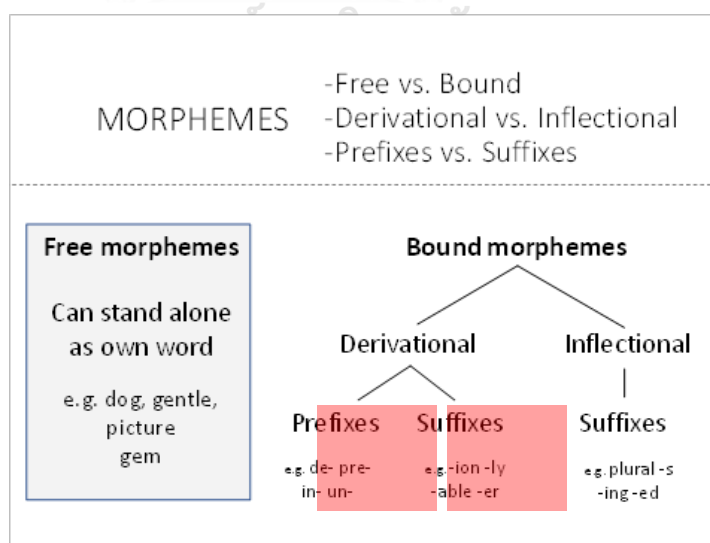 MORPHEMES
-Free vs. Bound
-Derivational vs. Inflectional
-Prefixes vs. Suffixes
Free morphemes
Can stand alone
as own word
e.g. dog, gentle,
picture
gem
Bound morphemes
Derivational
Inflectional
Prefixes
Suffixes
Suffixes
e.g. de- pre-
in- un-
e.g.-ion -ly
-able -er
e.g. plural -s
-ing -ed